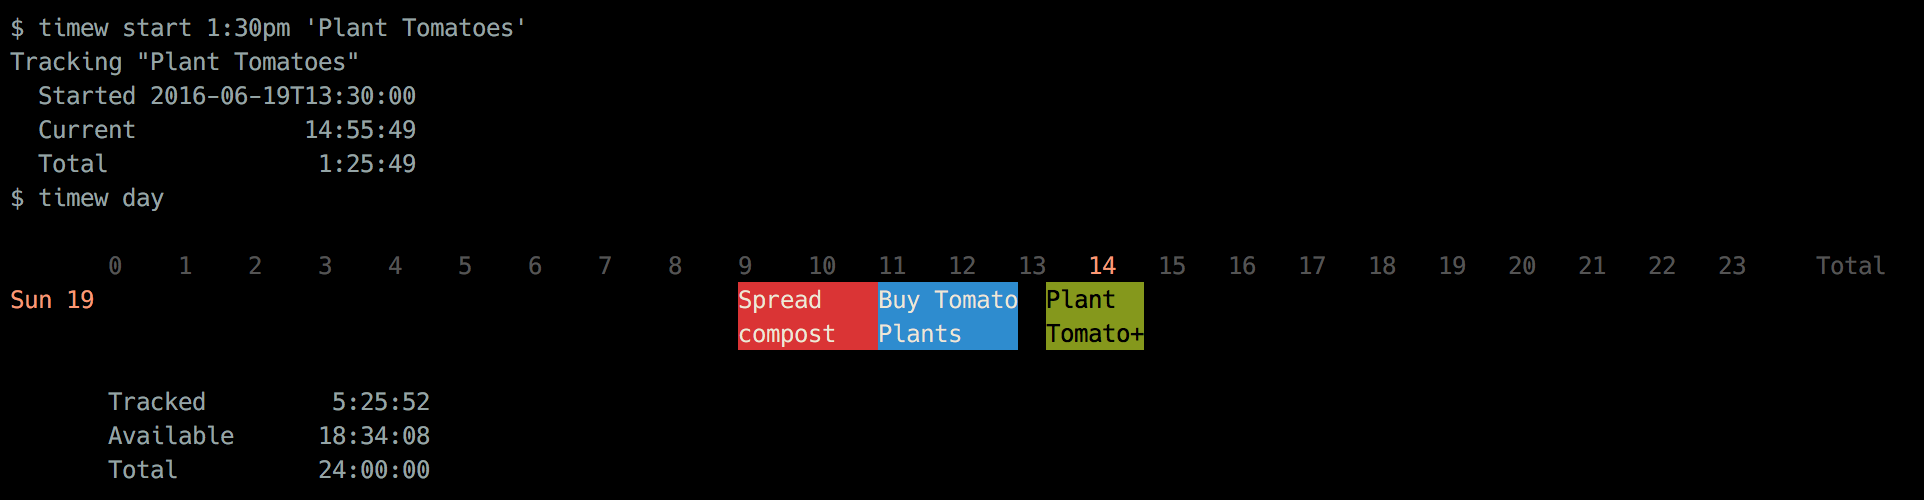 $ timew start 1:30pm 'Plant Tomatoes'
Tracking "Plant Tomatoes"
  Started 2016-06-19T13:30:00
  Current            14:55:49
  Total               1:25:49
$ timew day
0 1 2 3 4 5 6 7 8 9 10 11 12 13 14 15 16 17 18 19 20 21 22 23 Total
Sun 19 Spread Buy Tomato Plant
compost Plants Tomato+
Tracked 5:25:52
Available 18:34:08
Total 24:00:00